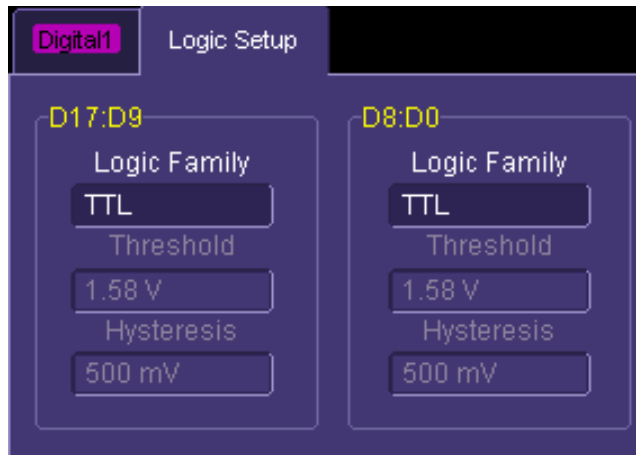 Digital1 Logic Setup
D17:D9
Logic Family
TTL
Threshold
1.58 V
Hysteresis
500 mV
D8:D0
Logic Family
TTL
Threshold
1.58 V
Hysteresis
500 mV